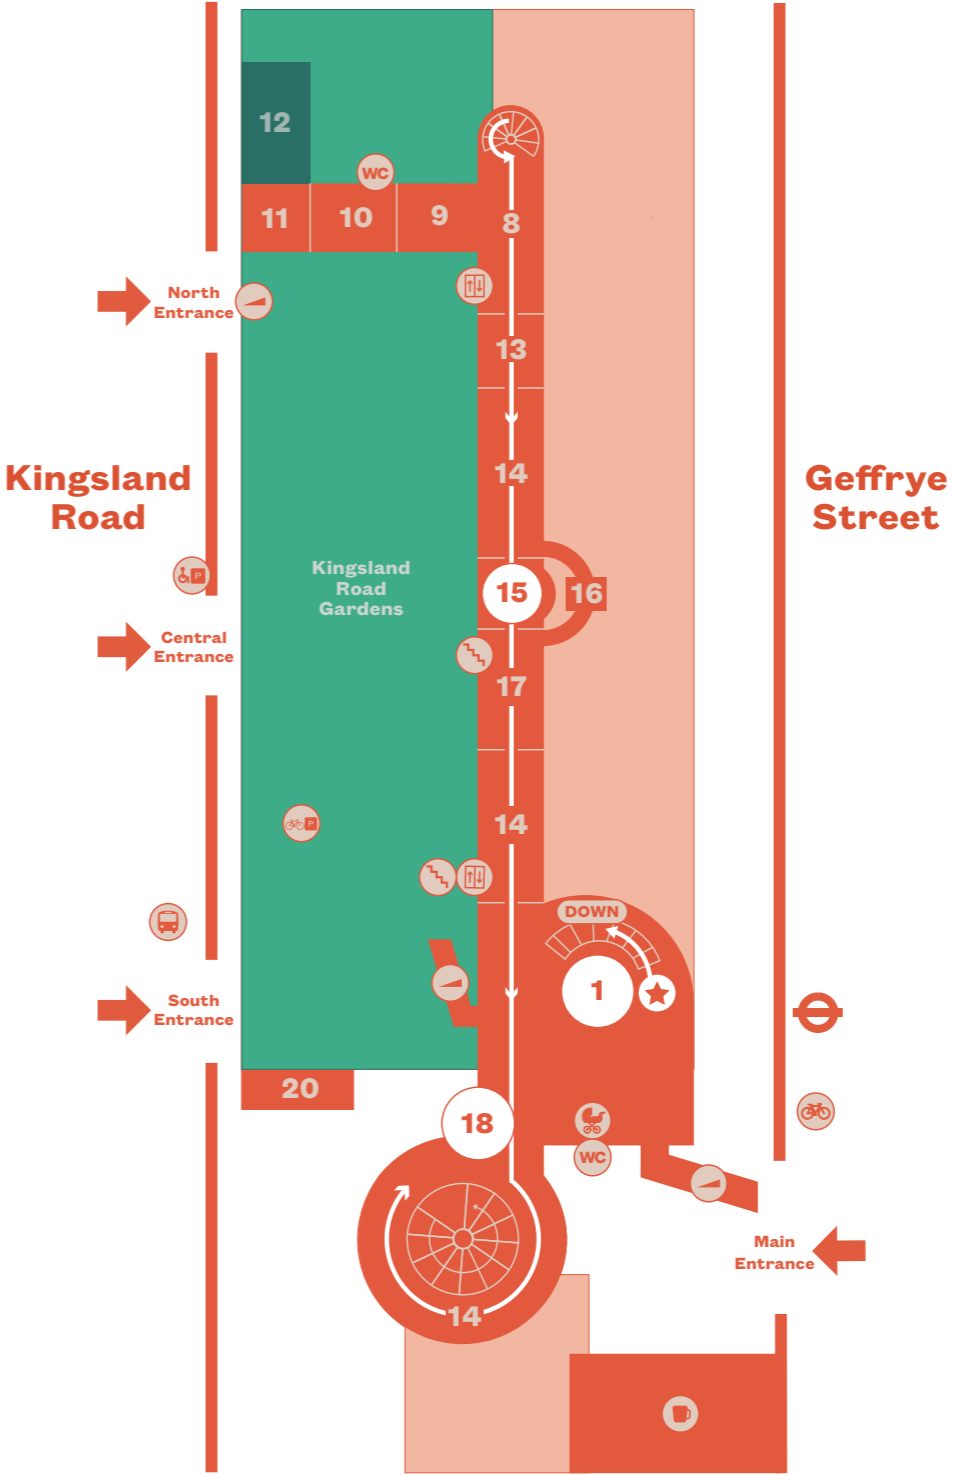 12
WC
11
10
9
8
North
Entrance
13
14
Kingsland
Road
Geffrye
Street
Kingsland
Road
Gardens
P
15
16
Central
Entrance
17
P
14
DOWN
1
South
Entrance
20
18
WC
Main
Entrance
14